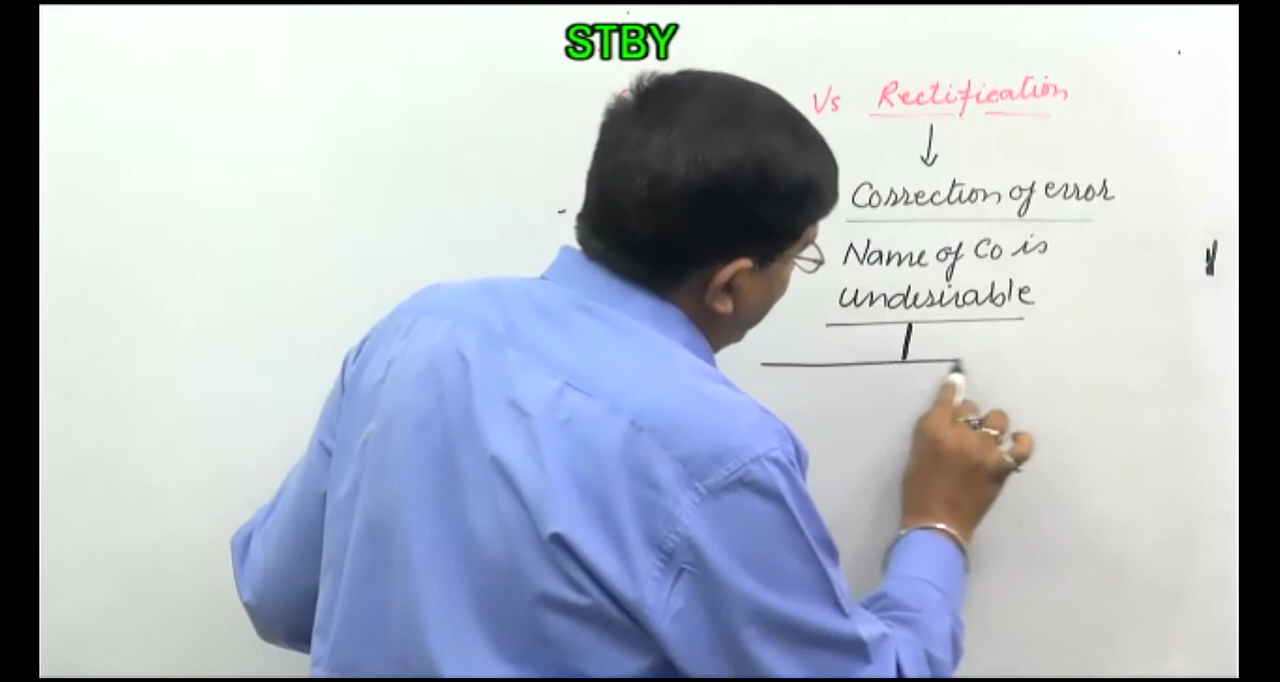 STBY
Vs Rectification
Correction of error
Name of Co is
undesirable